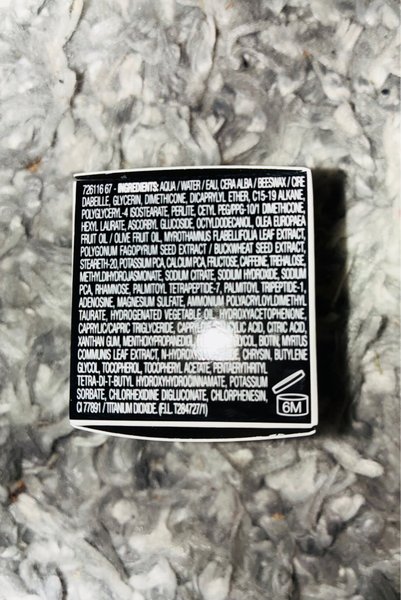 726116 67 - INGREDIENTS: AQUA / WATER / EAU, CERA ALBA / BEESWAX / CIRE
DABEILLE, GLYCERIN, DIMETHICONE, DICAPRYLYL ETHER, C15-19 ALKANE,
POLYGLYCERYL-4 ISOSTEARATE, PERLITE, CETYL PEG/PPG-10/1 DIMETHICONE,
HEXYL LAURATE, ASCORBYL GLUCOSIDE, OCTYLDODECANOL, OLEA EUROPAEA
FRUIT OIL / OLIVE FRUIT OIL, MYROTHAMNUS FLABELLIFOLIA LEAF EXTRACT,
POLYGONUM FAGOPYRUM SEED EXTRACT / BUCKWHEAT SEED EXTRACT,
STEARETH-20, POTASSIUM PCA, CALCIUM PCA, FRUCTOSE, CAFFEINE, TREHALOSE,
METHYLDIHYDROJASMONATE, SODIUM CITRATE, SODIUM HYDROXIDE, SODIUM
PCA, RHAMNOSE, PALMITOYL TETRAPEPTIDE-7, PALMITOYL TRIPEPTIDE-1,
ADENOSINE, MAGNESIUM SULFATE, AMMONIUM POLYACRYLOYLDIMETHYL
TAURATE, HYDROGENATED VEGETABLE OIL, HYDROXYACETOPHENONE,
CAPRYLIC/CAPRIC TRIGLYCERIDE, CAPRYLOYL SALICYLIC ACID, CITRIC ACID,
XANTHAN GUM, MENTHOXYPROPANEDIOL, BIOTIN, MYRTUS
COMMUNIS LEAF EXTRACT, CHRYSIN, BUTYLENE
GLYCOL, TOCOPHEROL, TOCOPHERYL ACETATE, PENTAERYTHRITYL
TETRA-DI-T-BUTYL HYDROXYHYDROCINNAMATE, POTASSIUM
SORBATE, CHLORHEXIDINE DIGLUCONATE, CHLORPHENESIN,
CI 77891 / TITANIUM DIOXIDE. (F.I.L. T284727/1)
6M